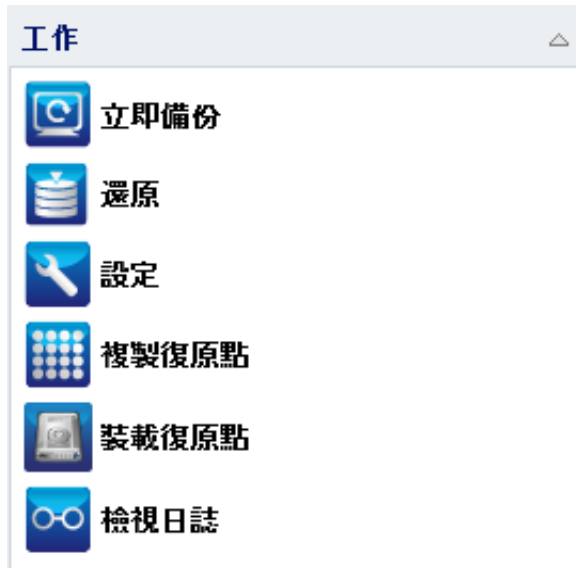 工作
立即備份
還原
設定
複製復原點
裝載復原點
檢視日誌